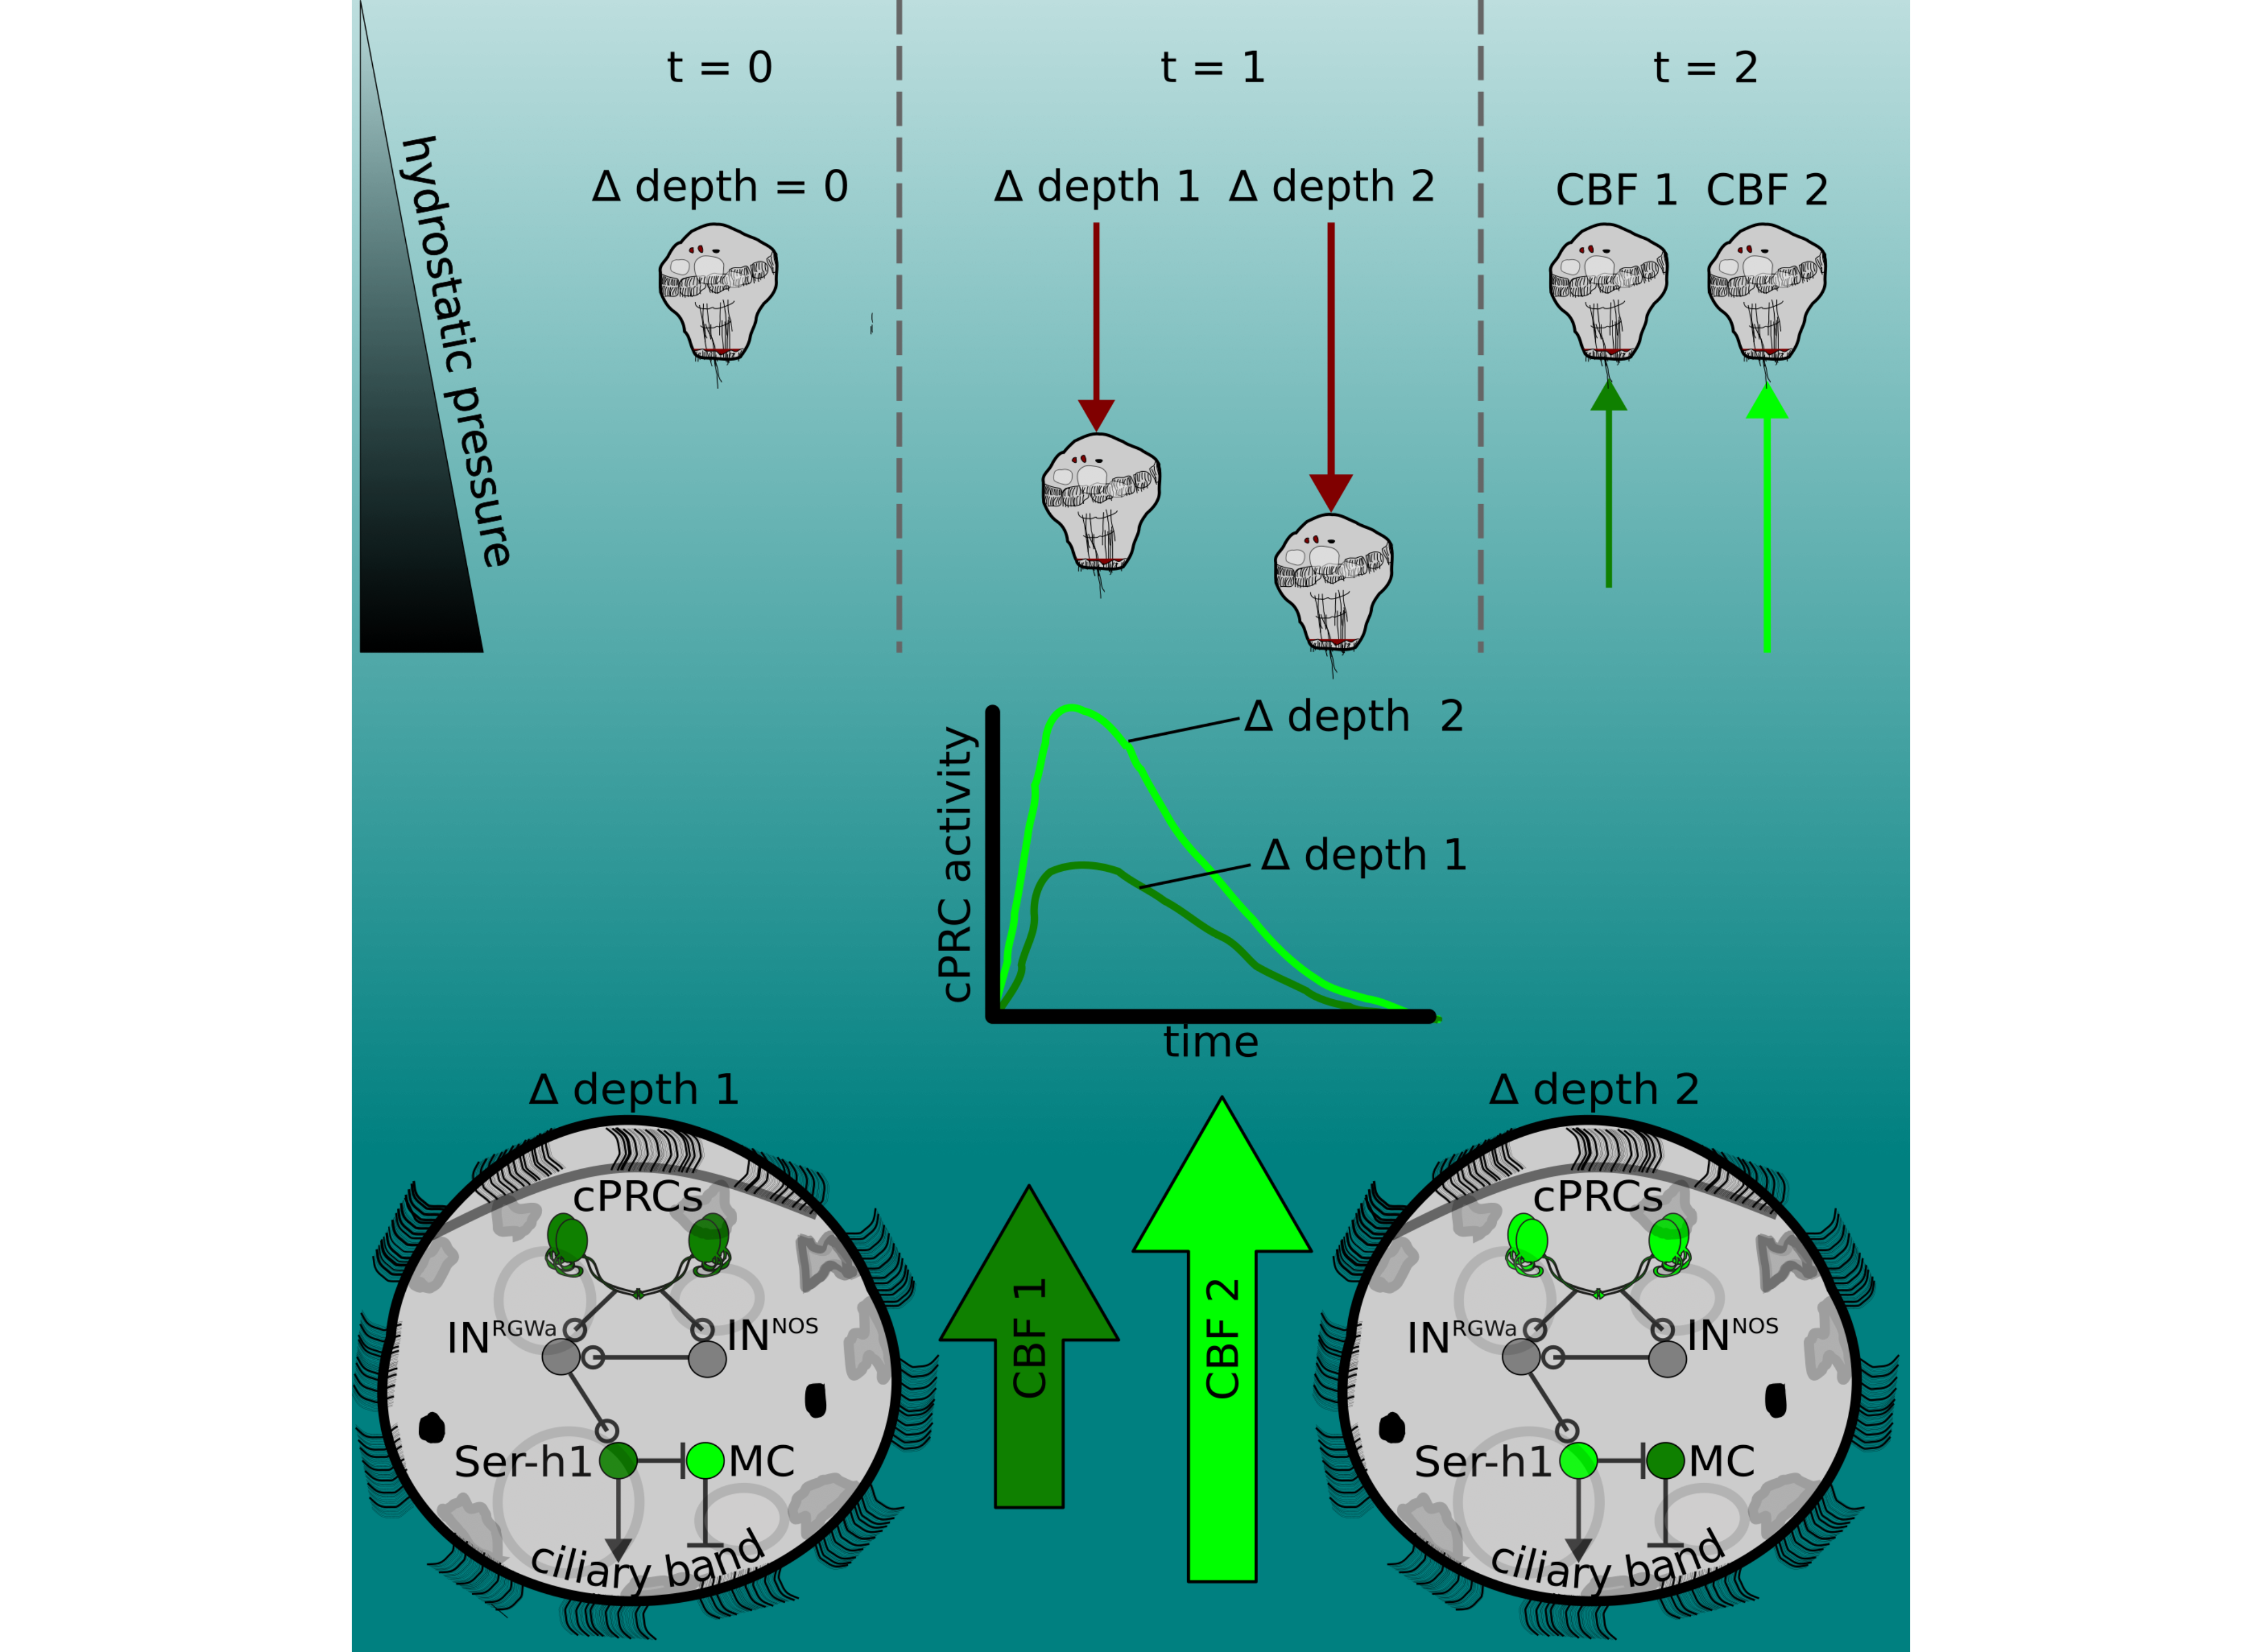 t = 0
t = 1
t = 2
hydrostatic pressure
Δ depth = 0
Δ depth 1
Δ depth 2
CBF 1
CBF 2
Δ depth 2
Δ depth 1
cPRC activity
time
Δ depth 1
cPRCs
IN^RGWa
IN^NOS
Ser-h1
MC
ciliary band
CBF 1
CBF 2
Δ depth 2
cPRCs
IN^RGWa
IN^NOS
Ser-h1
MC
ciliary band